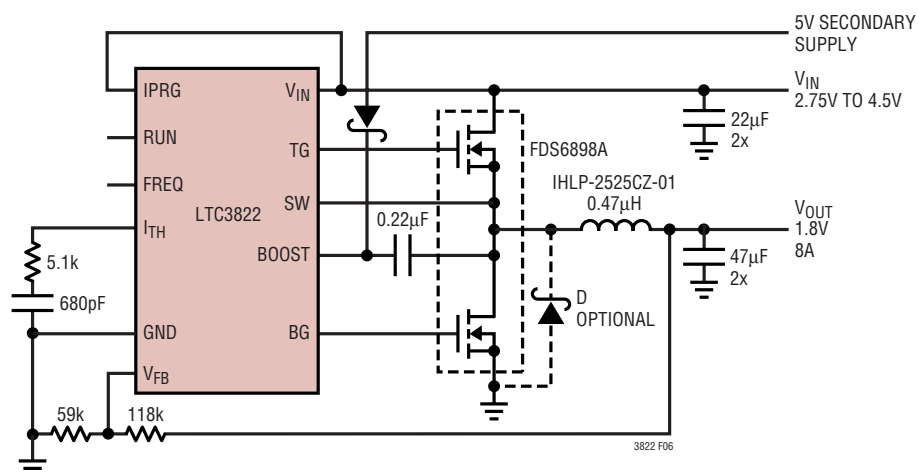 5V SECONDARY
SUPPLY
VIN
2.75V TO 4.5V
22µF
2x
IPRG
RUN
FREQ
ITH
GND
VFB
LTC3822
VIN
TG
SW
BOOST
BG
0.22µF
FDS6898A
IHLP-2525CZ-01
0.47µH
VOUT
1.8V
8A
47µF
2x
D
OPTIONAL
5.1k
680pF
59k
118k
3822 F06